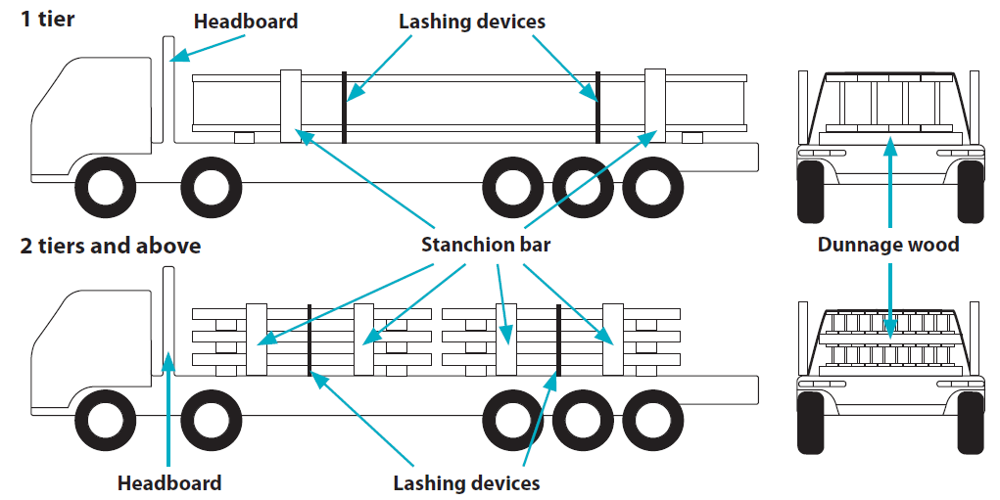 1 tier
Headboard
Lashing devices
Stanchion bar
Dunnage wood
2 tiers and above
Headboard
Lashing devices